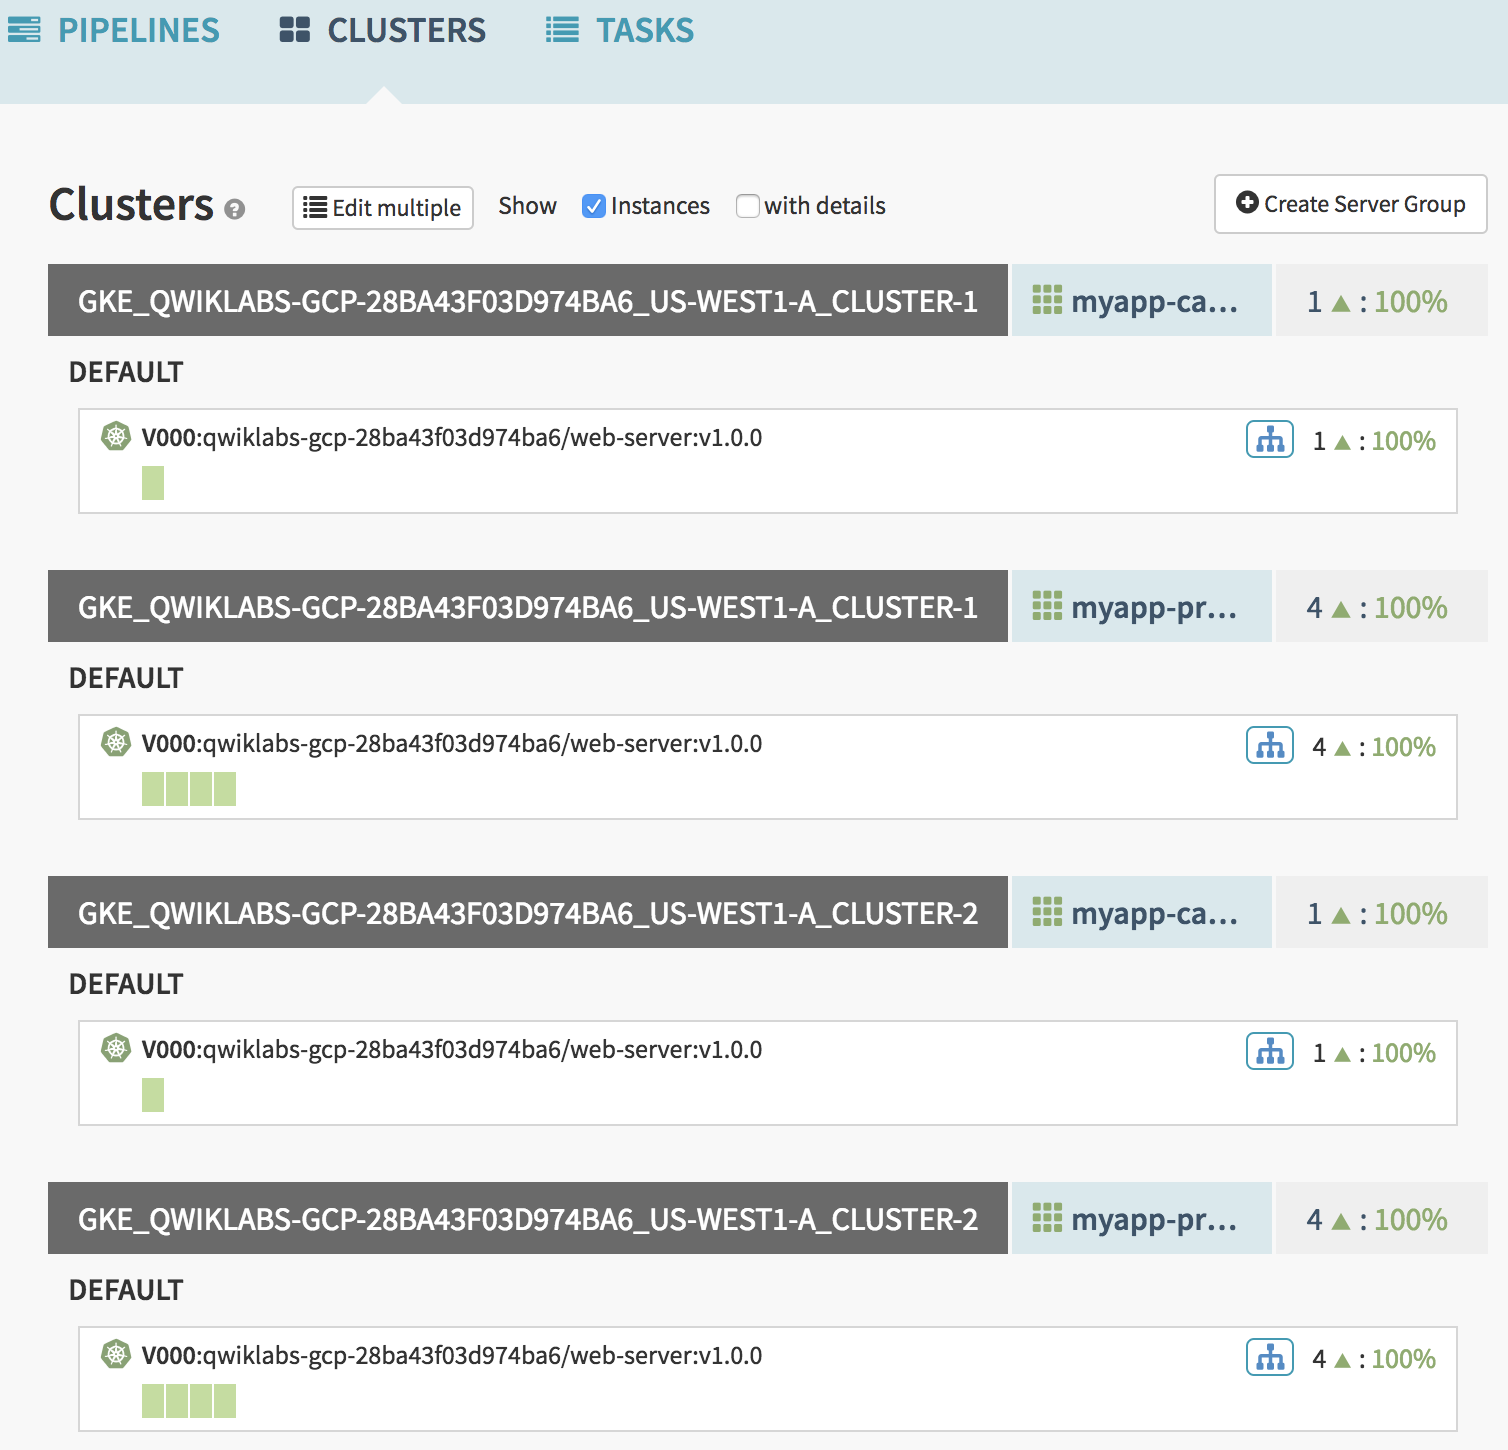 PIPELINES CLUSTERS TASKS
Clusters ? Edit multiple Show Instances with details Create Server Group
GKE_QWIKLABS-GCP-28BA43F03D974BA6_US-WEST1-A_CLUSTER-1 myapp-ca... 1 ▲ : 100%
DEFAULT
V000:qwiklabs-gcp-28ba43f03d974ba6/web-server:v1.0.0 1 ▲ : 100%
GKE_QWIKLABS-GCP-28BA43F03D974BA6_US-WEST1-A_CLUSTER-1 myapp-pr... 4 ▲ : 100%
DEFAULT
V000:qwiklabs-gcp-28ba43f03d974ba6/web-server:v1.0.0 4 ▲ : 100%
GKE_QWIKLABS-GCP-28BA43F03D974BA6_US-WEST1-A_CLUSTER-2 myapp-ca... 1 ▲ : 100%
DEFAULT
V000:qwiklabs-gcp-28ba43f03d974ba6/web-server:v1.0.0 1 ▲ : 100%
GKE_QWIKLABS-GCP-28BA43F03D974BA6_US-WEST1-A_CLUSTER-2 myapp-pr... 4 ▲ : 100%
DEFAULT
V000:qwiklabs-gcp-28ba43f03d974ba6/web-server:v1.0.0 4 ▲ : 100%